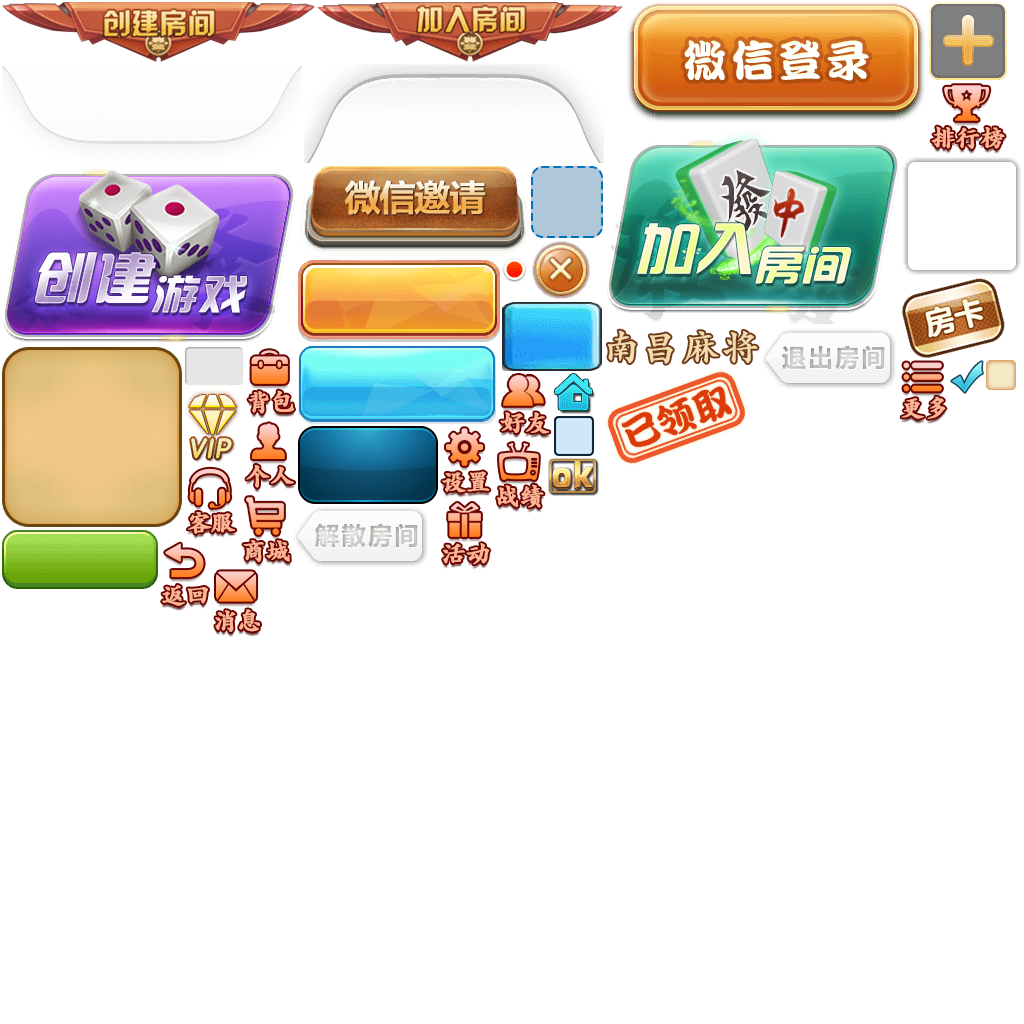 创建房间
加入房间
微信登录
排行榜
微信邀请
發
中
加入房间
创建游戏
房卡
南昌麻将
退出房间
背包
VIP
好友
更多
已领取
个人
设置
ok
战绩
客服
解散房间
商城
活动
返回
消息